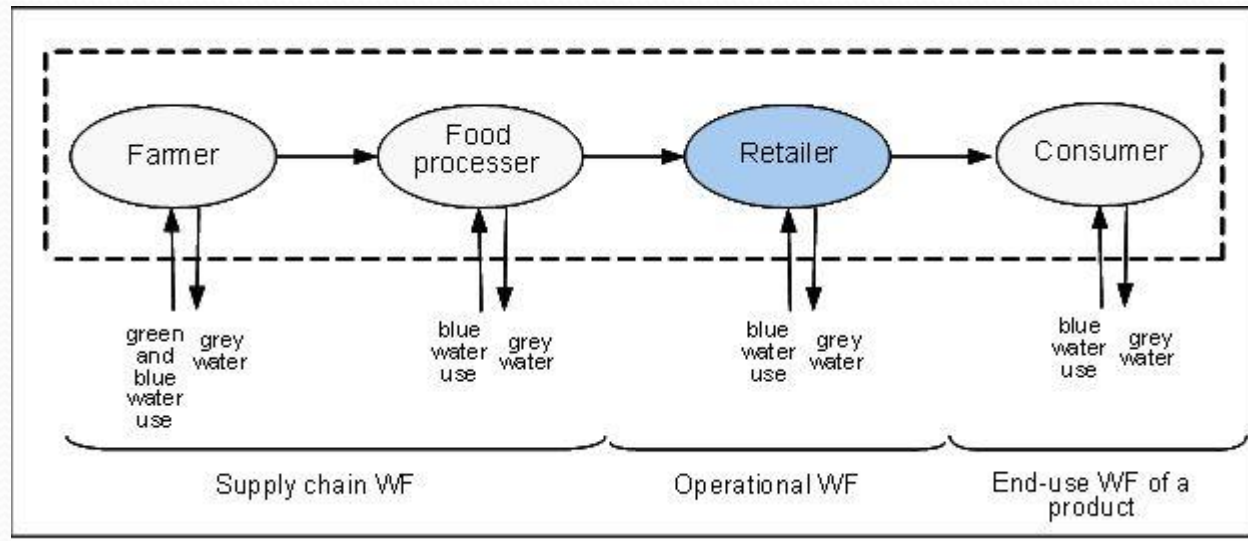 Farmer
Food
processer
Retailer
Consumer
green
and
blue
water
use
grey
water
blue
water
use
grey
water
blue
water
use
grey
water
blue
water
use
grey
water
Supply chain WF
Operational WF
End-use WF of a
product